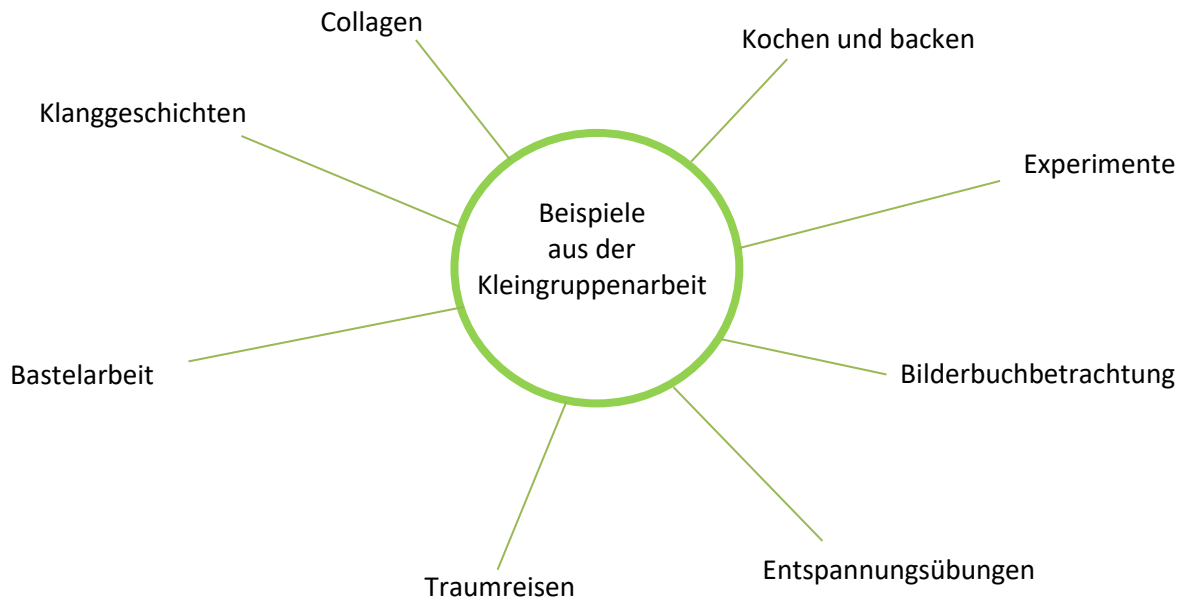 Collagen
Kochen und backen
Klanggeschichten
Experimente
Beispiele
aus der
Kleingruppenarbeit
Bastelarbeit
Bilderbuchbetrachtung
Traumreisen
Entspannungsübungen